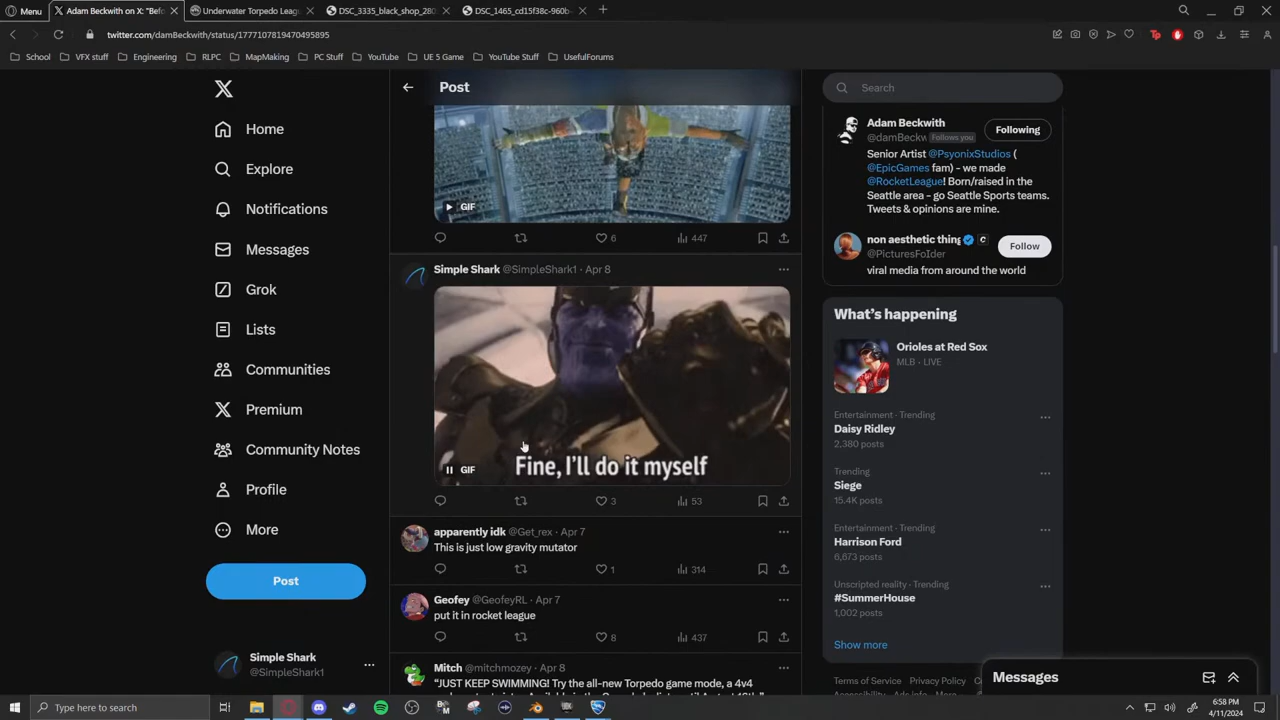 Menu
Adam Beckwith on X: "Befo
Underwater Torpedo Leag
DSC_3335_black_shop_280
DSC_1465_cd15f38c-960b-
twitter.com/damBeckwith/status/1777107819470495895
School
VFX stuff
Engineering
RLPC
MapMaking
PC Stuff
YouTube
UE 5 Game
YouTube Stuff
UsefulForums
Home
Explore
Notifications
Messages
Grok
Lists
Communities
Premium
Community Notes
Profile
More
Post
Simple Shark
@SimpleShark1
Post
GIF
6
447
Simple Shark @SimpleShark1 · Apr 8
Fine, I'll do it myself
GIF
3
53
apparently idk @Get_rex · Apr 7
This is just low gravity mutator
1
314
Geofey @GeofeyRL · Apr 7
put it in rocket league
8
437
Mitch @mitchmozey · Apr 8
"JUST KEEP SWIMMING! Try the all-new Torpedo game mode, a 4v4
Search
Adam Beckwith
@damBeckw Follows you
Following
Senior Artist @PsyonixStudios (
@EpicGames fam) - we made
@RocketLeague! Born/raised in the
Seattle area - go Seattle Sports teams.
Tweets & opinions are mine.
non aesthetic thing
@PicturesFoIder
Follow
viral media from around the world
What's happening
Orioles at Red Sox
MLB · LIVE
Entertainment · Trending
Daisy Ridley
2,380 posts
Trending
Siege
15.4K posts
Entertainment · Trending
Harrison Ford
6,673 posts
Unscripted reality · Trending
#SummerHouse
1,002 posts
Show more
Terms of Service Privacy Policy
Messages
Type here to search
6:58 PM
4/11/2024